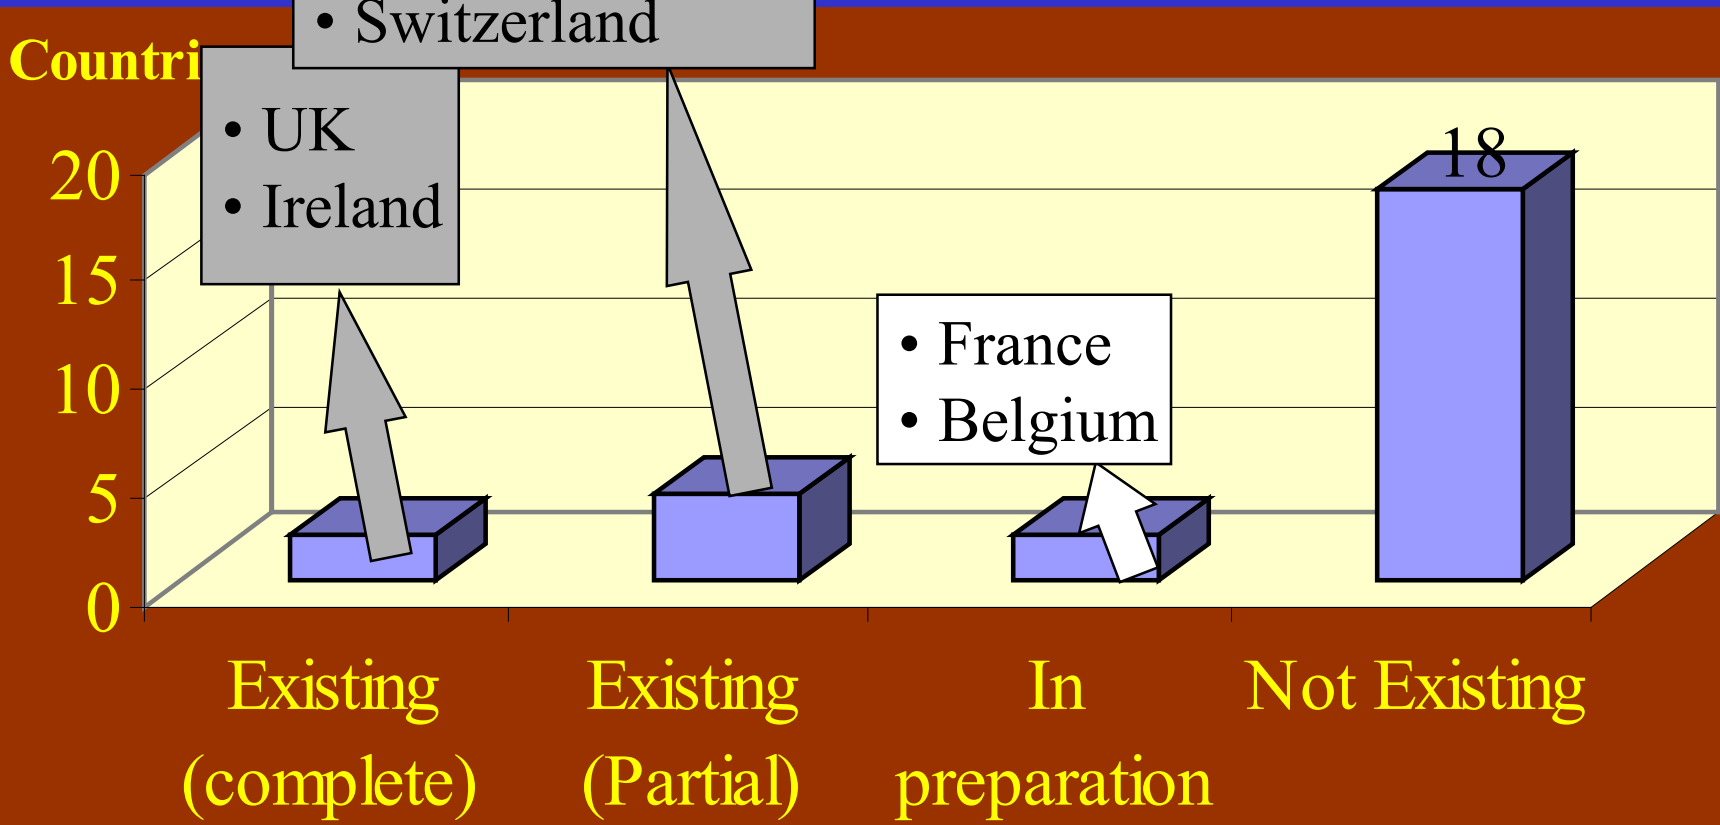 • Switzerland
Countri
• UK
• Ireland
20
15
10
5
0
18
• France
• Belgium
Existing
(complete)
Existing
(Partial)
In
preparation
Not Existing